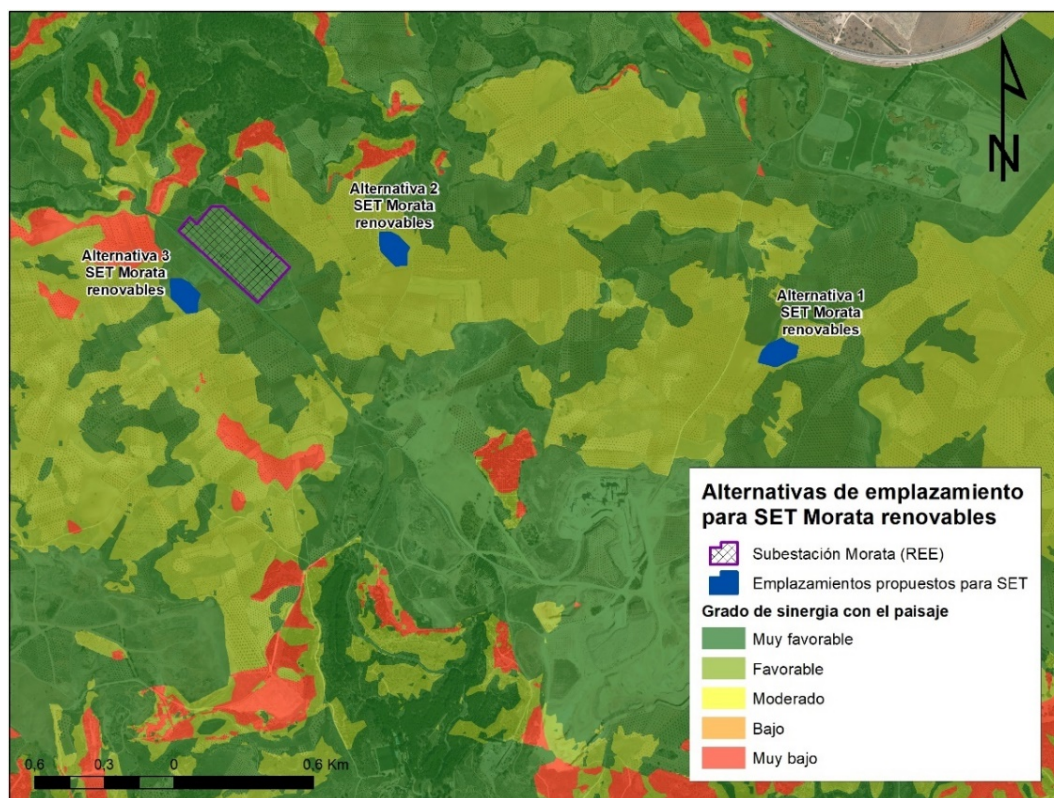 Alternativa 2
SET Morata
renovables
Alternativa 3
SET Morata
renovables
Alternativa 1
SET Morata
renovables
N
Alternativas de emplazamiento
para SET Morata renovables
Subestación Morata (REE)
Emplazamientos propuestos para SET
Grado de sinergia con el paisaje
Muy favorable
Favorable
Moderado
Bajo
Muy bajo
0,6 0,3 0 0,6 Km